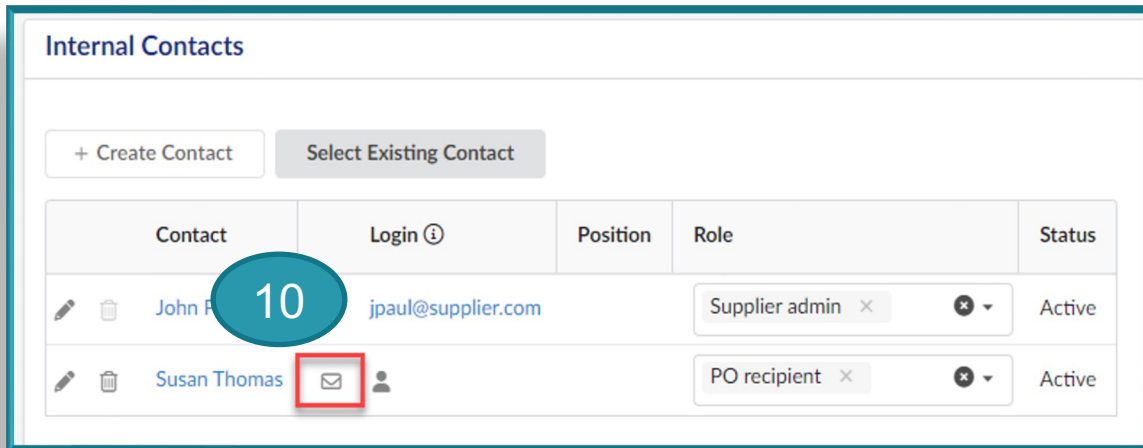 Internal Contacts
+ Create Contact Select Existing Contact
Contact Login Position Role Status
John 10 jpaul@supplier.com Supplier admin × Active
Susan Thomas PO recipient × Active